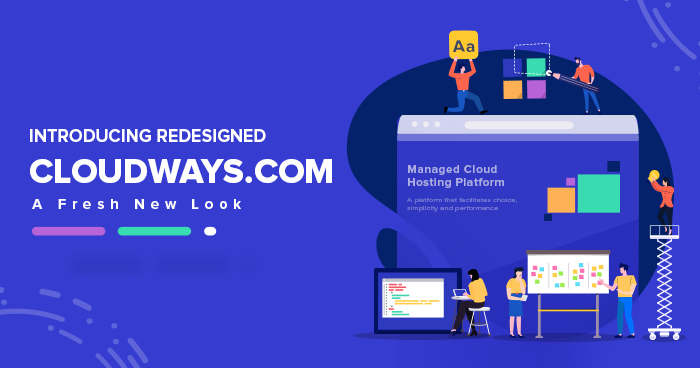 INTRODUCING REDESIGNED
CLOUDWAYS.COM
A Fresh New Look
Aa
Managed Cloud
Hosting Platform
A platform that facilitates choice,
simplicity and performance